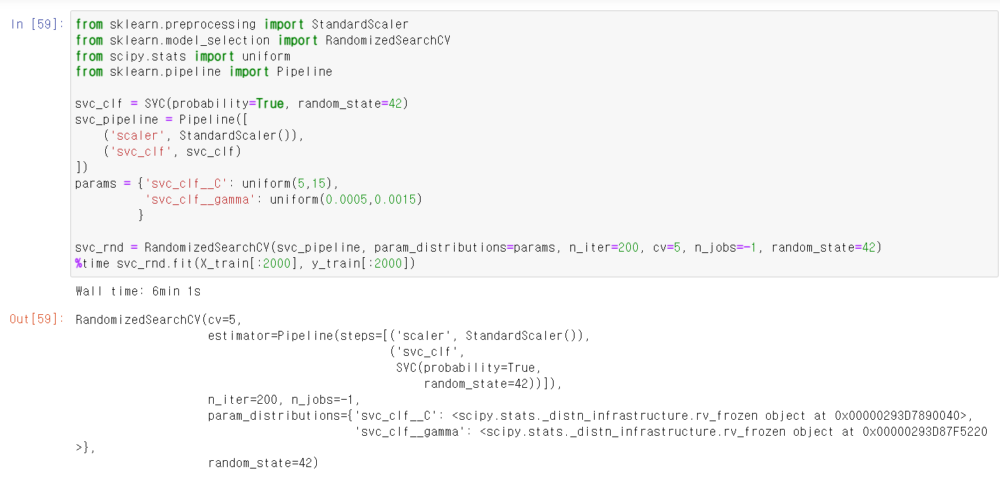 In [59]: from sklearn.preprocessing import StandardScaler
from sklearn.model_selection import RandomizedSearchCV
from scipy.stats import uniform
from sklearn.pipeline import Pipeline

svc_clf = SVC(probability=True, random_state=42)
svc_pipeline = Pipeline([
    ('scaler', StandardScaler()),
    ('svc_clf', svc_clf)
])
params = {'svc_clf__C': uniform(5,15),
          'svc_clf__gamma': uniform(0.0005,0.0015)
         }

svc_rnd = RandomizedSearchCV(svc_pipeline, param_distributions=params, n_iter=200, cv=5, n_jobs=-1, random_state=42)
%time svc_rnd.fit(X_train[:2000], y_train[:2000])
Wall time: 6min 1s
Out[59]: RandomizedSearchCV(cv=5,
                   estimator=Pipeline(steps=[('scaler', StandardScaler()),
                                             ('svc_clf',
                                              SVC(probability=True,
                                                  random_state=42))]),
                   n_iter=200, n_jobs=-1,
                   param_distributions={'svc_clf__C': <scipy.stats._distn_infrastructure.rv_frozen object at 0x00000293D7890040>,
                                        'svc_clf__gamma': <scipy.stats._distn_infrastructure.rv_frozen object at 0x00000293D87F5220
>},
                   random_state=42)